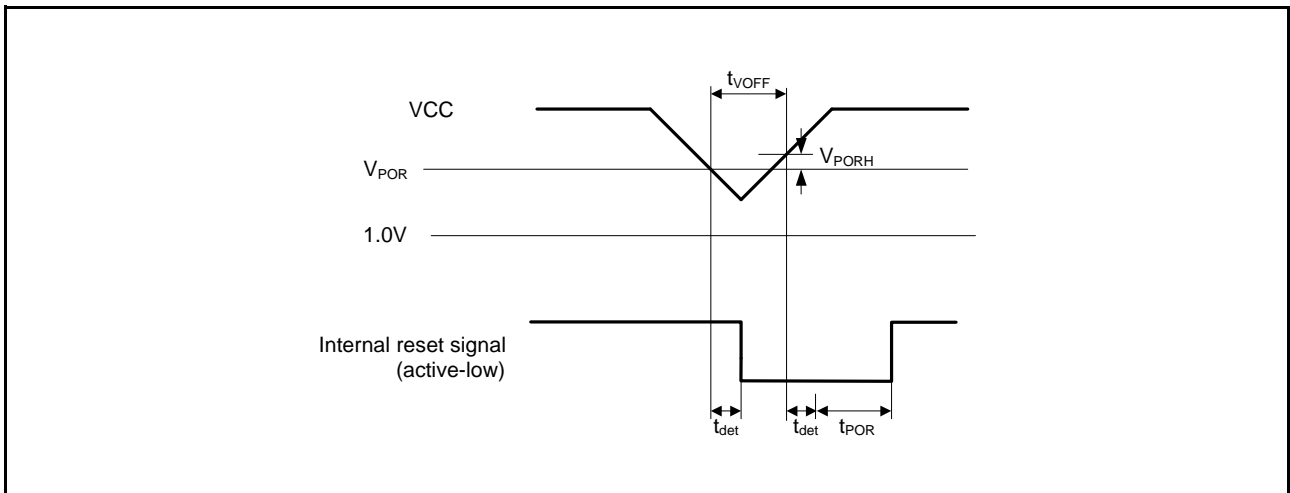 tVOFF
VCC
VPORH
VPOR
1.0V
Internal reset signal
(active-low)
tdet
tdet
tPOR